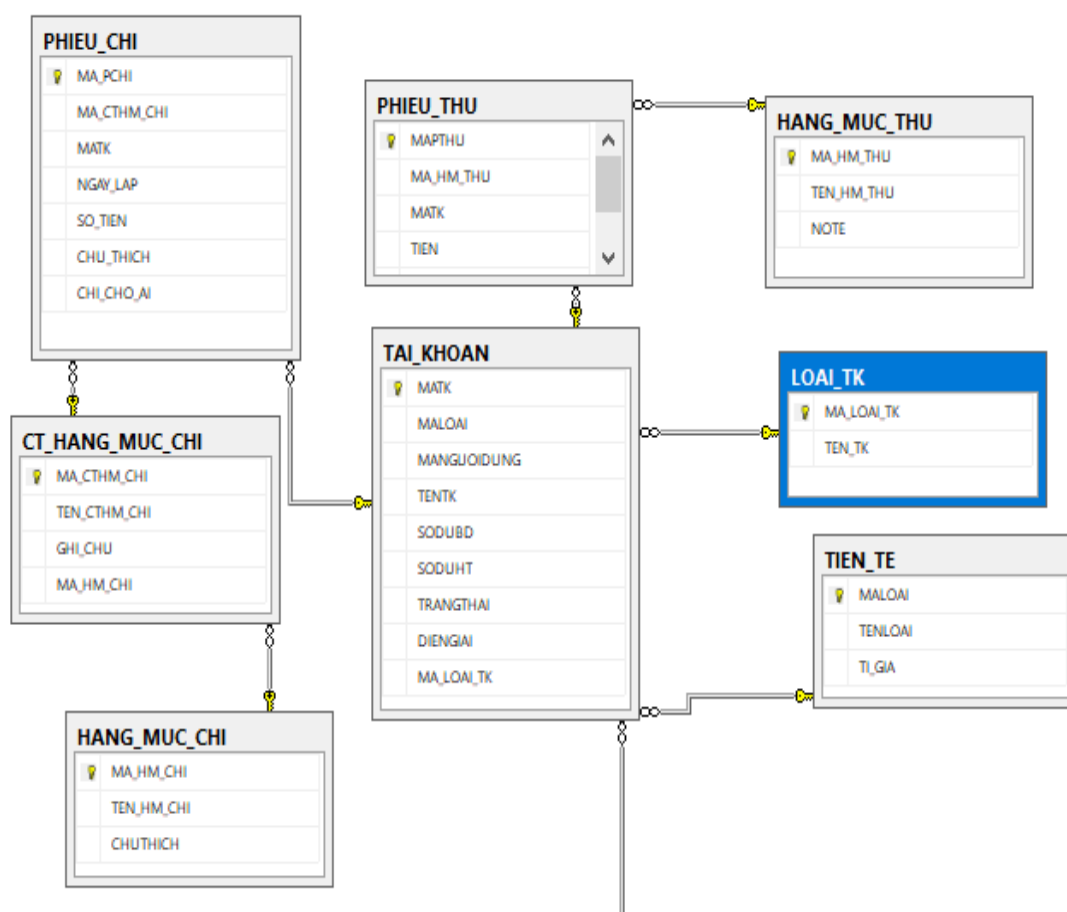 PHIEU_CHI
MA_PCHI
MA_CTHM_CHI
MATK
NGAY_LAP
SO_TIEN
CHU_THICH
CHI_CHO_AI
PHIEU_THU
MAPTHU
MA_HM_THU
MATK
TIEN
HANG_MUC_THU
MA_HM_THU
TEN_HM_THU
NOTE
TAI_KHOAN
MATK
MALOAI
MANGUOIDUNG
TENTK
SODUBD
SODUHT
TRANGTHAI
DIENGIAI
MA_LOAI_TK
LOAI_TK
MA_LOAI_TK
TEN_TK
CT_HANG_MUC_CHI
MA_CTHM_CHI
TEN_CTHM_CHI
GHI_CHU
MA_HM_CHI
TIEN_TE
MALOAI
TENLOAI
TI_GIA
HANG_MUC_CHI
MA_HM_CHI
TEN_HM_CHI
CHUTHICH